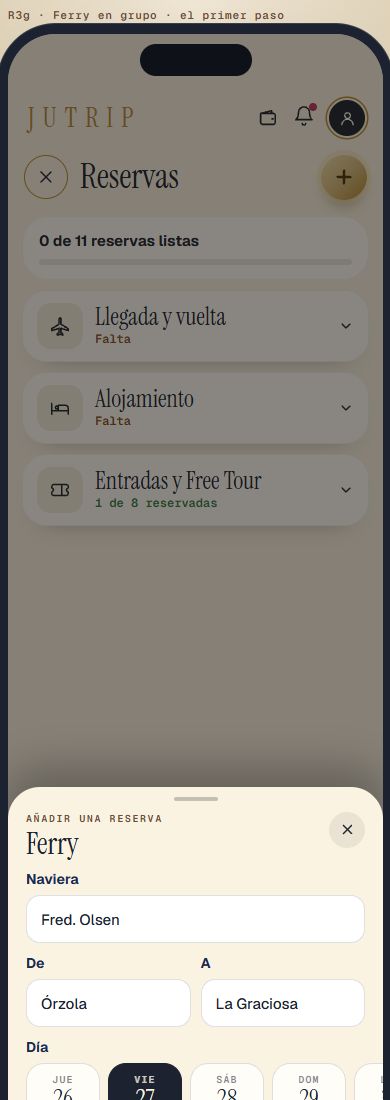 R3g · Ferry en grupo · el primer paso
JUTRIP
Reservas
0 de 11 reservas listas
Llegada y vuelta
Falta
Alojamiento
Falta
Entradas y Free Tour
1 de 8 reservadas
AÑADIR UNA RESERVA
Ferry
Naviera
Fred. Olsen
De A
Órzola La Graciosa
Día
JUE VIE SÁB DOM
26 27 28 29